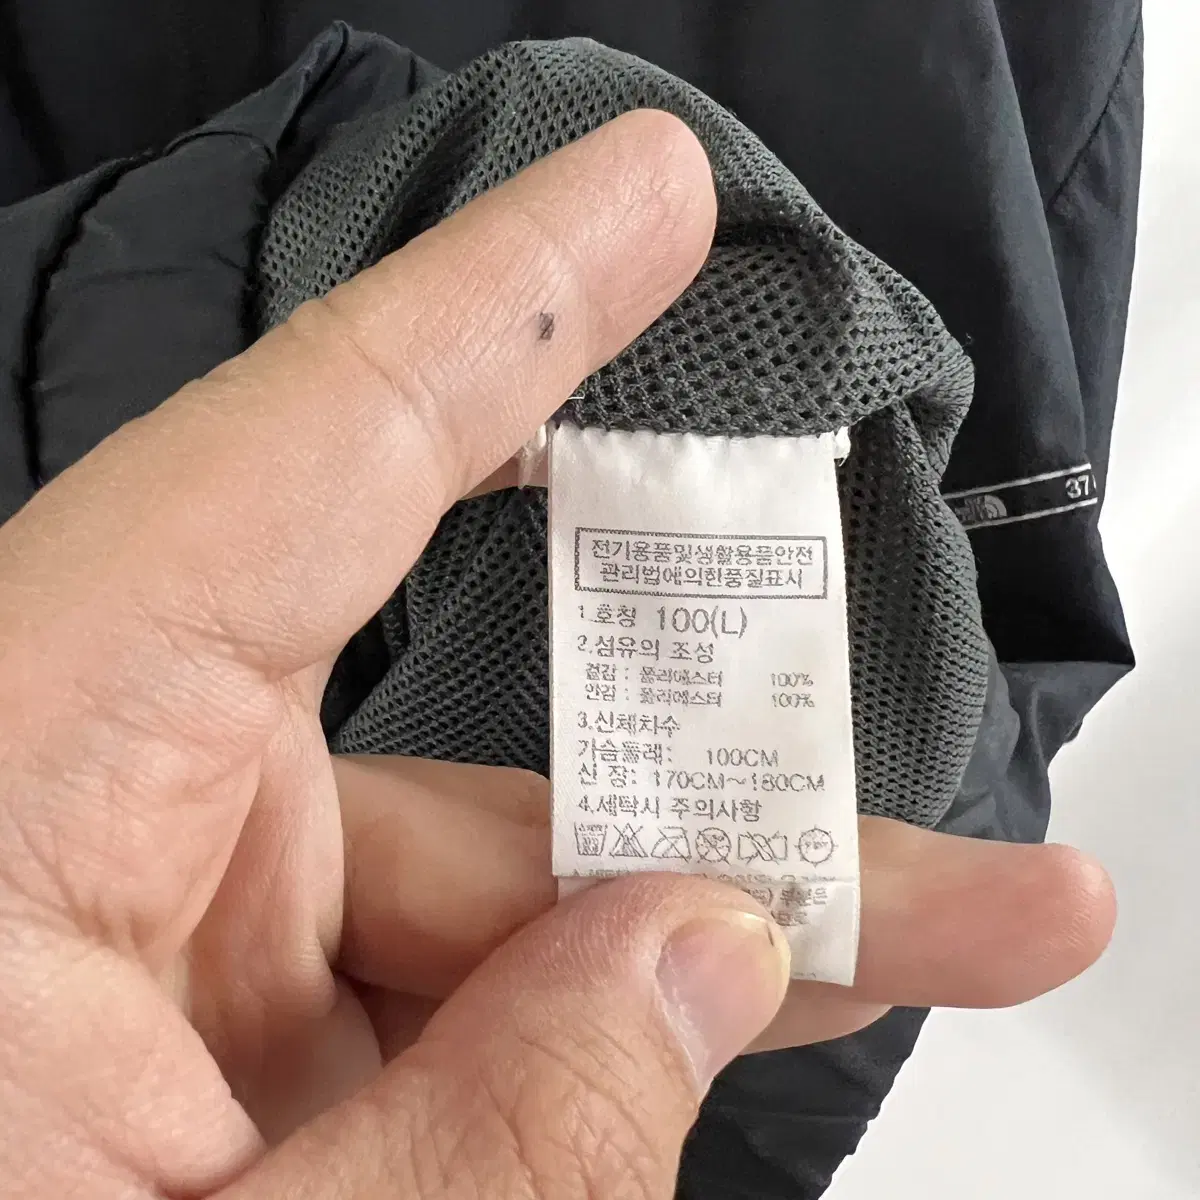 전기용품및생활용품안전
관리법에의한품질표시
1.호칭 100(L)
2.섬유의 조성
겉감 : 폴리에스터 100%
안감 : 폴리에스터 100%
3.신체치수
가슴둘레: 100CM
신 장: 170CM~180CM
4.세탁시 주의사항
37